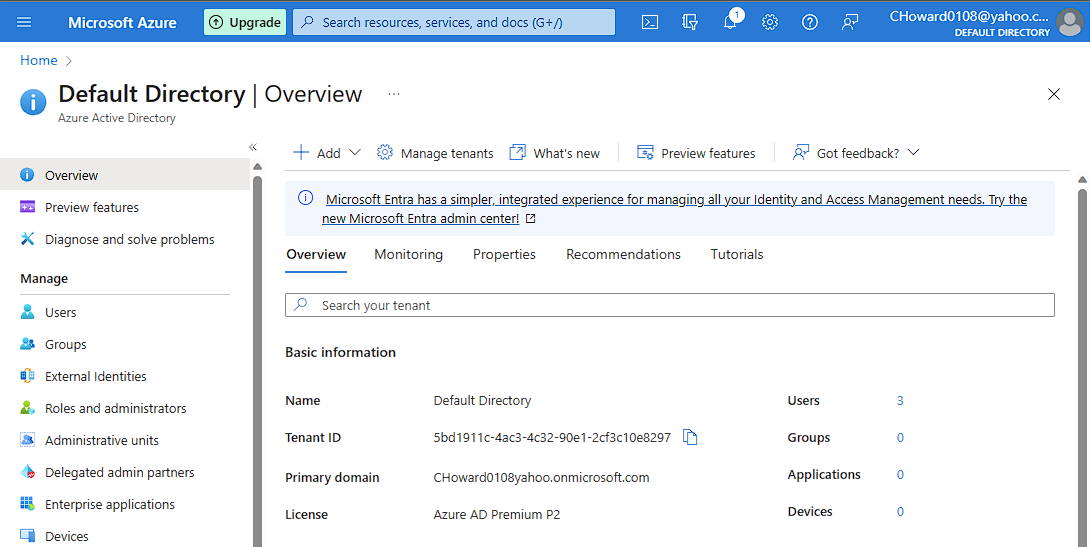 Microsoft Azure
Upgrade
Search resources, services, and docs (G+/)
1
CHoward0108@yahoo.c...
DEFAULT DIRECTORY
Home
Default Directory | Overview
...
Azure Active Directory
Overview
Preview features
Diagnose and solve problems
Manage
Users
Groups
External Identities
Roles and administrators
Administrative units
Delegated admin partners
Enterprise applications
Devices
Add
Manage tenants
What's new
Preview features
Got feedback?
Microsoft Entra has a simpler, integrated experience for managing all your Identity and Access Management needs. Try the
new Microsoft Entra admin center!
Overview
Monitoring
Properties
Recommendations
Tutorials
Search your tenant
Basic information
Name Default Directory
Tenant ID 5bd1911c-4ac3-4c32-90e1-2cf3c10e8297
Primary domain CHoward0108yahoo.onmicrosoft.com
License Azure AD Premium P2
Users 3
Groups 0
Applications 0
Devices 0